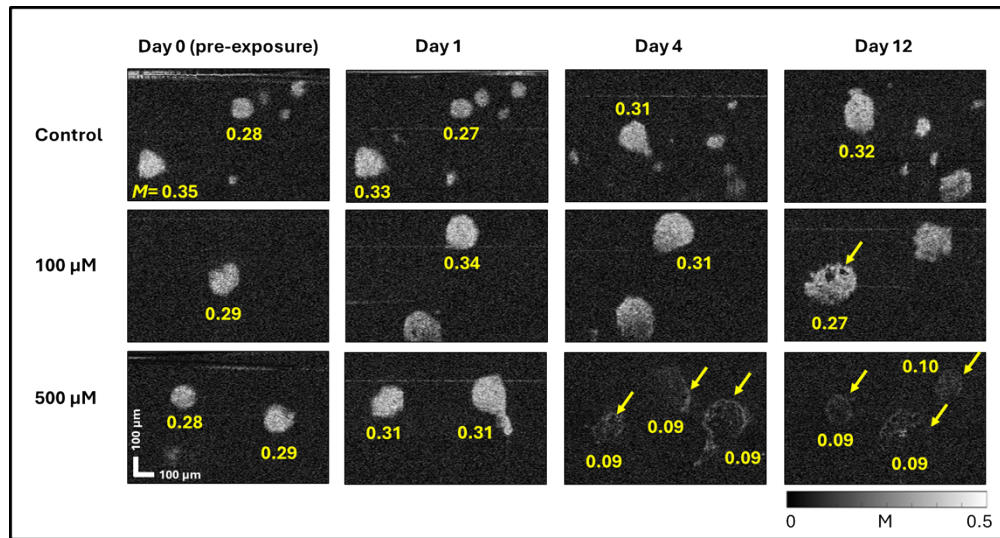 Day 0 (pre-exposure) Day 1 Day 4 Day 12
Control
0.28
M= 0.35
0.27
0.33
0.31
0.32
100 µM
0.29
0.34
0.31
0.27
500 µM
0.28
0.29
100 µm
100 µm
0.31 0.31
0.09
0.09
0.09
0.10
0.09
0.09
0 M 0.5